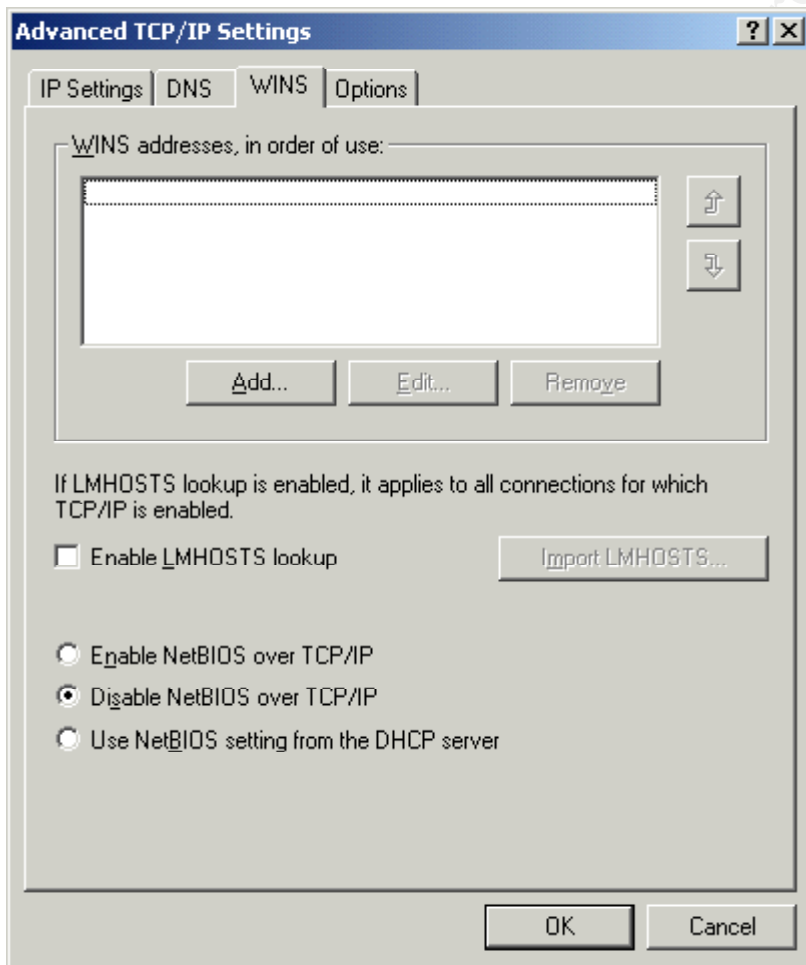 Advanced TCP/IP Settings
IP Settings DNS WINS Options
WINS addresses, in order of use:
Add... Edit... Remove
If LMHOSTS lookup is enabled, it applies to all connections for which
TCP/IP is enabled.
Enable LMHOSTS lookup Import LMHOSTS...
Enable NetBIOS over TCP/IP
Disable NetBIOS over TCP/IP
Use NetBIOS setting from the DHCP server
OK Cancel